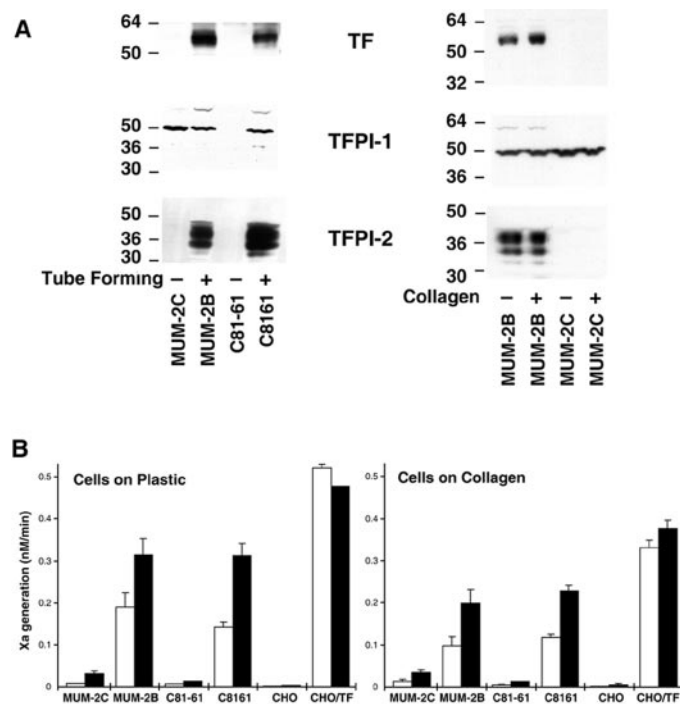 A
64
50
TF
64
50
32
50
36
30
TFPI-1
64
50
36
50
36
30
TFPI-2
50
36
30
Tube Forming – + – +
Collagen – + – +
MUM-2C
MUM-2B
C81-61
C8161
MUM-2B
MUM-2B
MUM-2C
MUM-2C
B
Xa generation (nM/min)
0.5
0.4
0.3
0.2
0.1
0
Cells on Plastic
MUM-2C MUM-2B C81-61 C8161 CHO CHO/TF
0.5
0.4
0.3
0.2
0.1
0
Cells on Collagen
MUM-2C MUM-2B C81-61 C8161 CHO CHO/TF